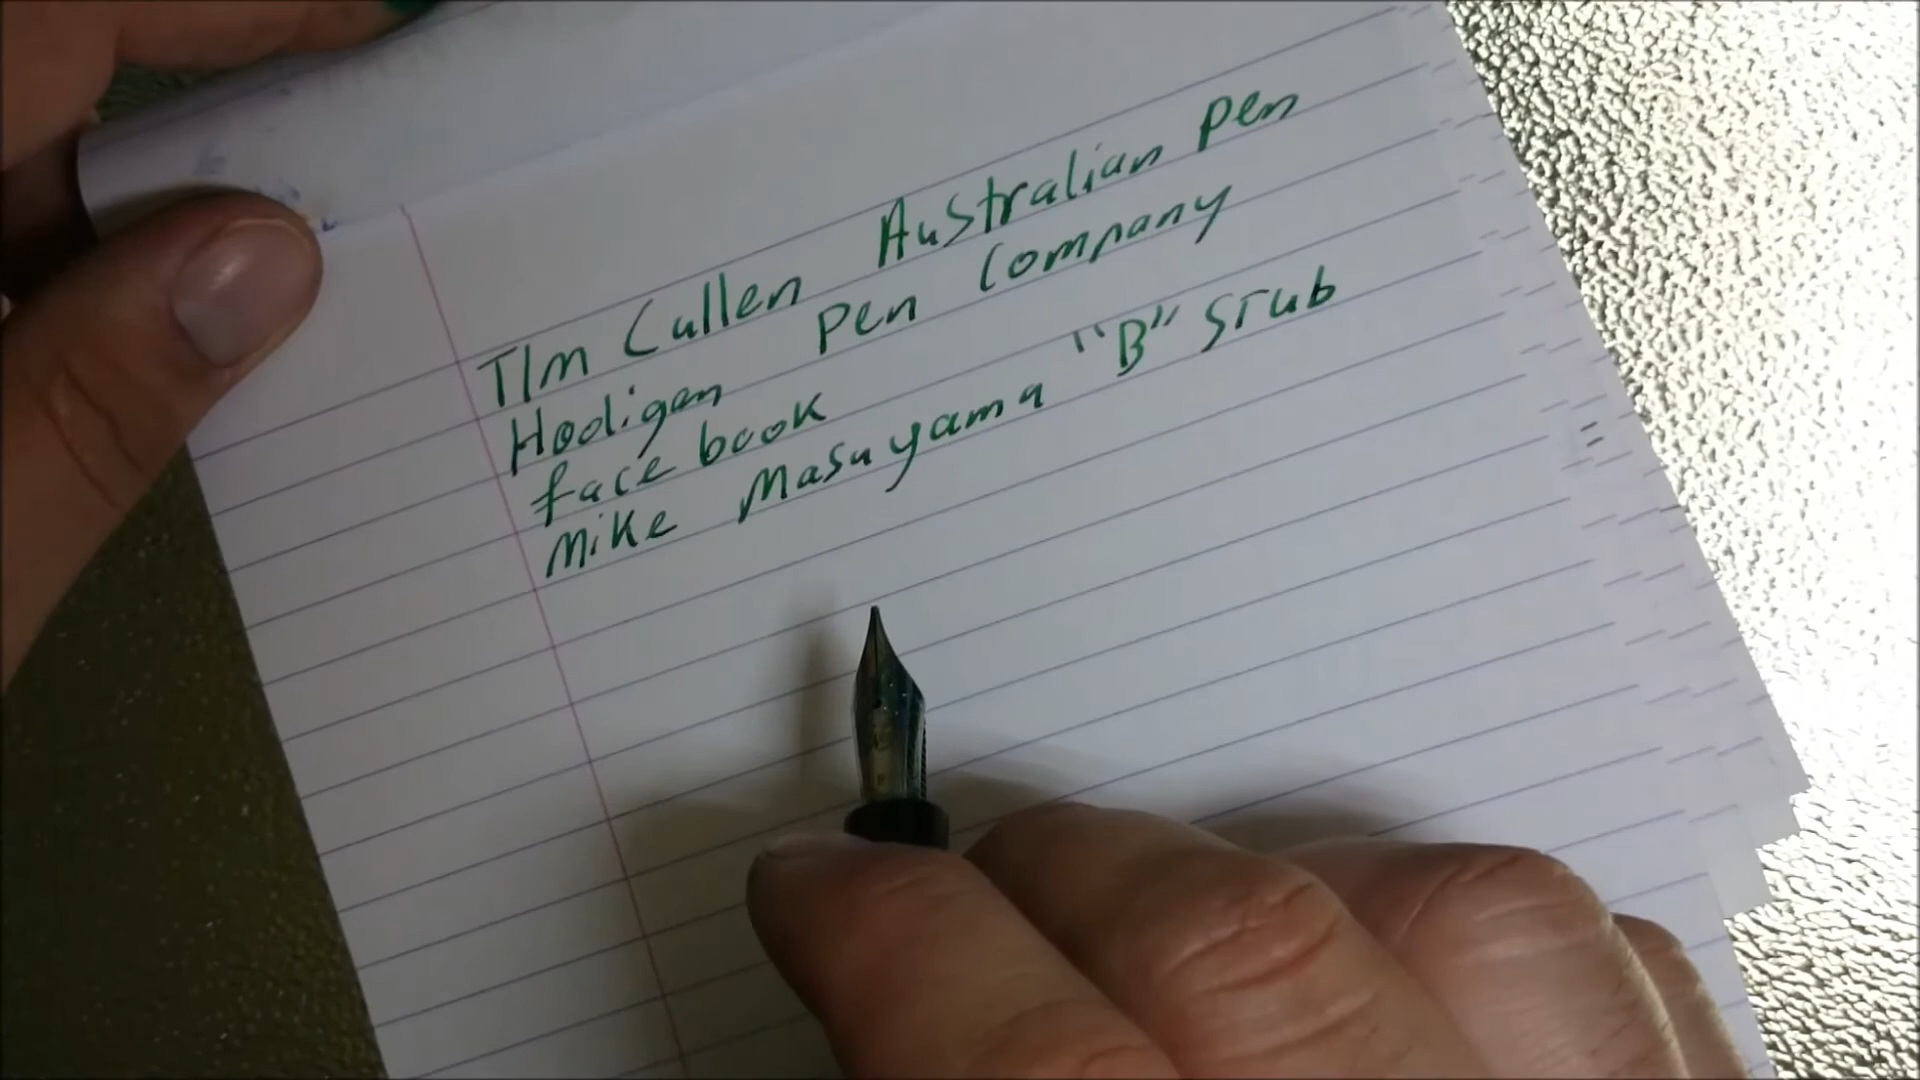 TIm Cullen Australian Pen
Hooligan Pen Company
facebook
Mike Masuyama "B" STub